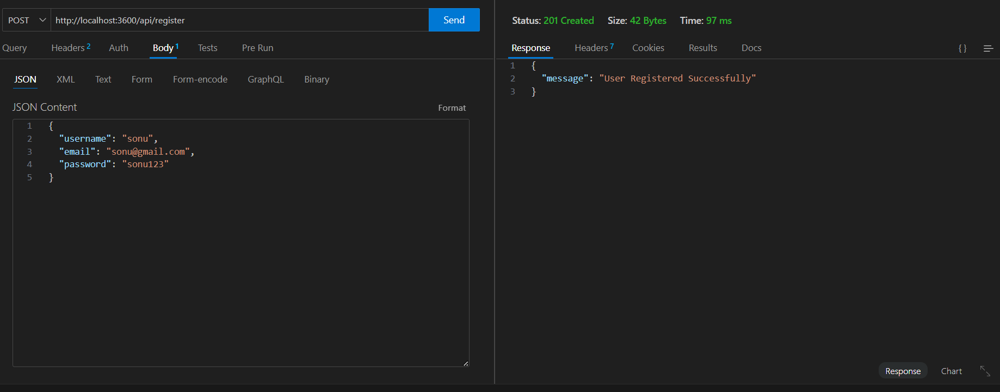 POST http://localhost:3600/api/register Send
Query Headers 2 Auth Body 1 Tests Pre Run
JSON XML Text Form Form-encode GraphQL Binary
JSON Content Format
1 {
2 "username": "sonu",
3 "email": "sonu@gmail.com",
4 "password": "sonu123"
5 }
Status: 201 Created Size: 42 Bytes Time: 97 ms
Response Headers 7 Cookies Results Docs {}
1 {
2 "message": "User Registered Successfully"
3 }
Response Chart